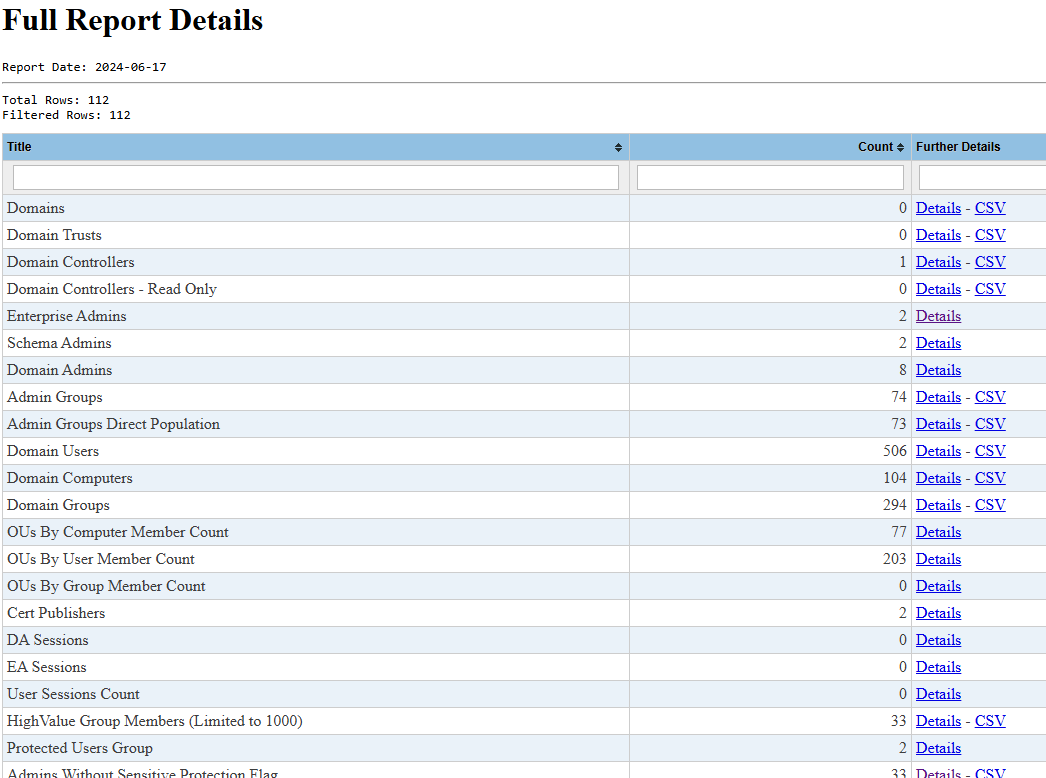 Full Report Details
Report Date: 2024-06-17
Total Rows: 112
Filtered Rows: 112
Title Count Further Details
Domains 0 Details - CSV
Domain Trusts 0 Details - CSV
Domain Controllers 1 Details - CSV
Domain Controllers - Read Only 0 Details - CSV
Enterprise Admins 2 Details
Schema Admins 2 Details
Domain Admins 8 Details
Admin Groups 74 Details - CSV
Admin Groups Direct Population 73 Details - CSV
Domain Users 506 Details - CSV
Domain Computers 104 Details - CSV
Domain Groups 294 Details - CSV
OUs By Computer Member Count 77 Details
OUs By User Member Count 203 Details
OUs By Group Member Count 0 Details
Cert Publishers 2 Details
DA Sessions 0 Details
EA Sessions 0 Details
User Sessions Count 0 Details
HighValue Group Members (Limited to 1000) 33 Details - CSV
Protected Users Group 2 Details
Admins Without Sensitive Protection Flag 33 Details - CSV